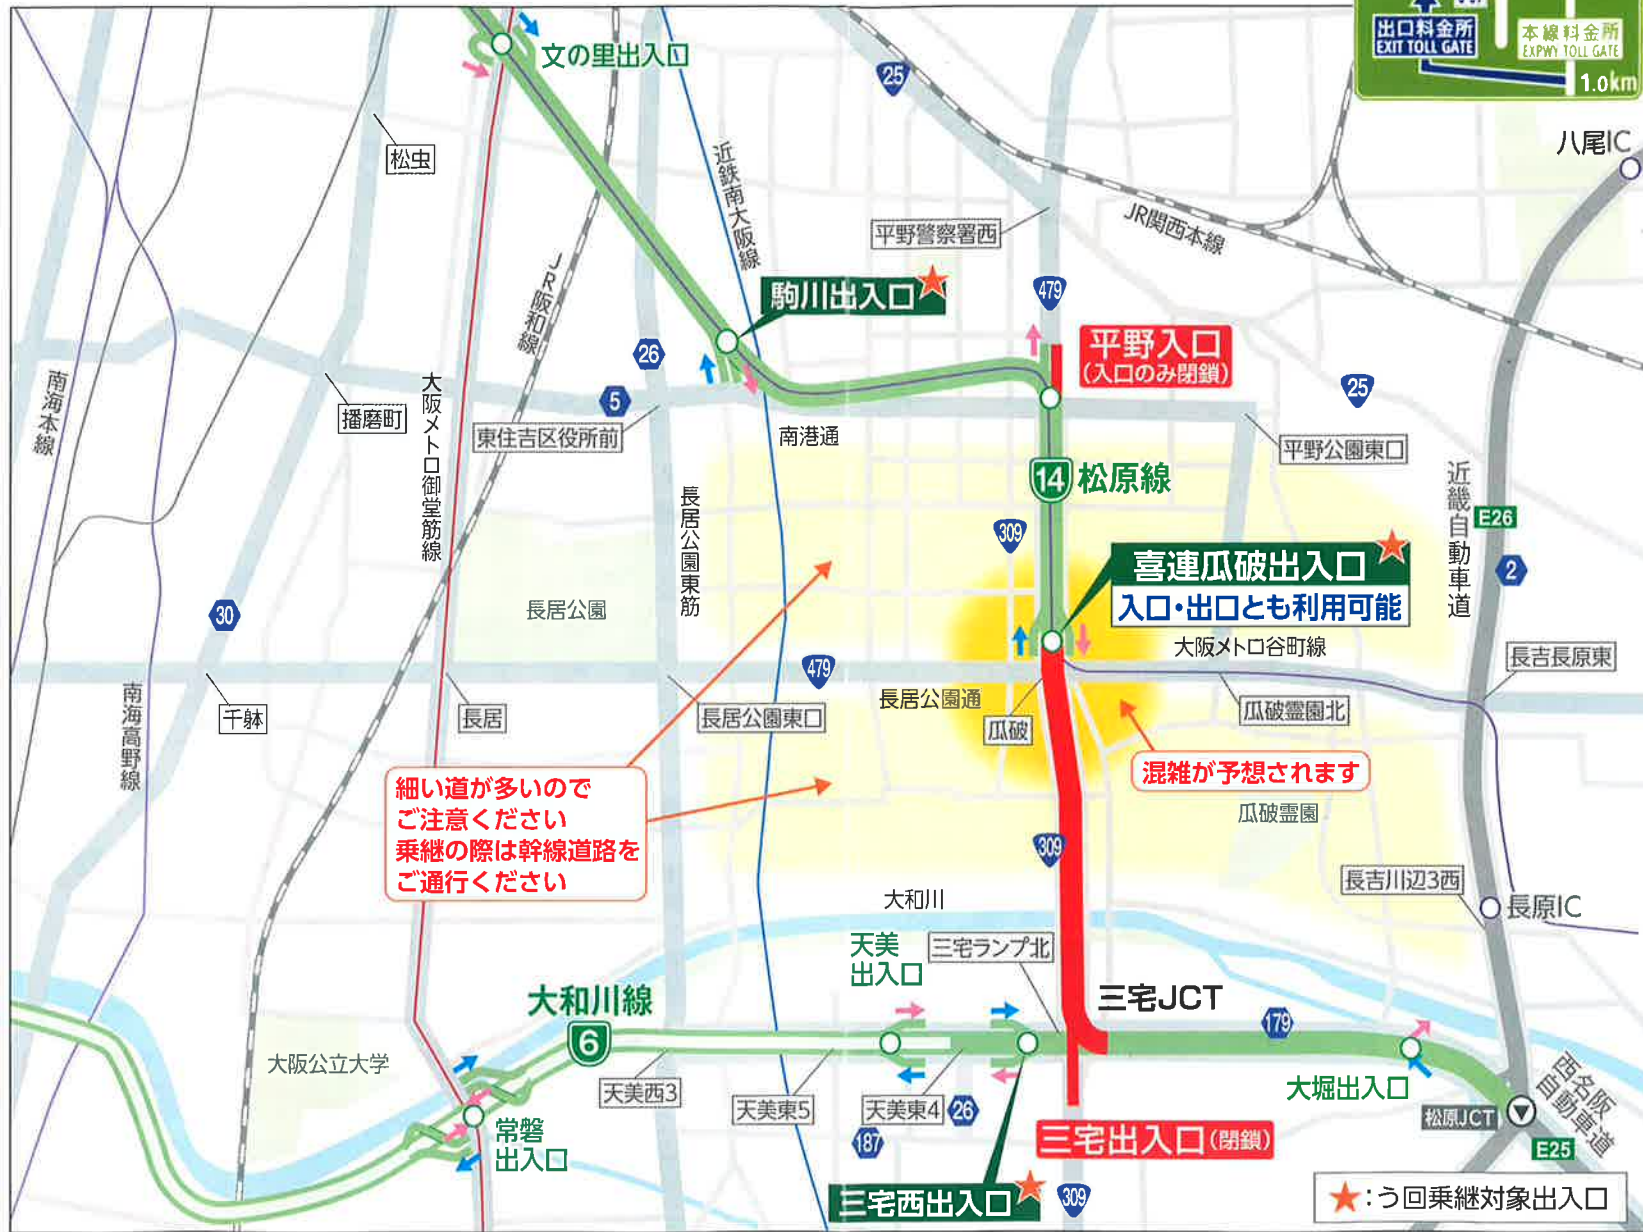 出口料金所
EXIT TOLL GATE
本線料金所
EXPWY TOLL GATE
1.0km
文の里出入口
25
八尾IC
松虫
近鉄南大阪線
平野警察署西
JR関西本線
JR阪和線
駒川出入口
479
26
平野入口
(入口のみ閉鎖)
南海本線
大阪メトロ御堂筋線
播磨町
5
25
東住吉区役所前
南港通
平野公園東口
14 松原線
近畿自動車道
E26
長居公園東筋
309
喜連瓜破出入口
入口・出口とも利用可能
2
30
長居公園
大阪メトロ谷町線
長吉長原東
479
南海高野線
千躰
長居
長居公園東口
長居公園通
瓜破
瓜破霊園北
混雑が予想されます
細い道が多いので
ご注意ください
乗継の際は幹線道路を
ご通行ください
瓜破霊園
309
長吉川辺3西
長原IC
大和川
天美
出入口
三宅ランプ北
大和川線
6
三宅JCT
179
大阪公立大学
天美西3
天美東5
天美東4
26
187
大堀出入口
松原JCT
西名阪
自動車道
E25
常磐
出入口
三宅出入口(閉鎖)
三宅西出入口
309
★:う回乗継対象出入口